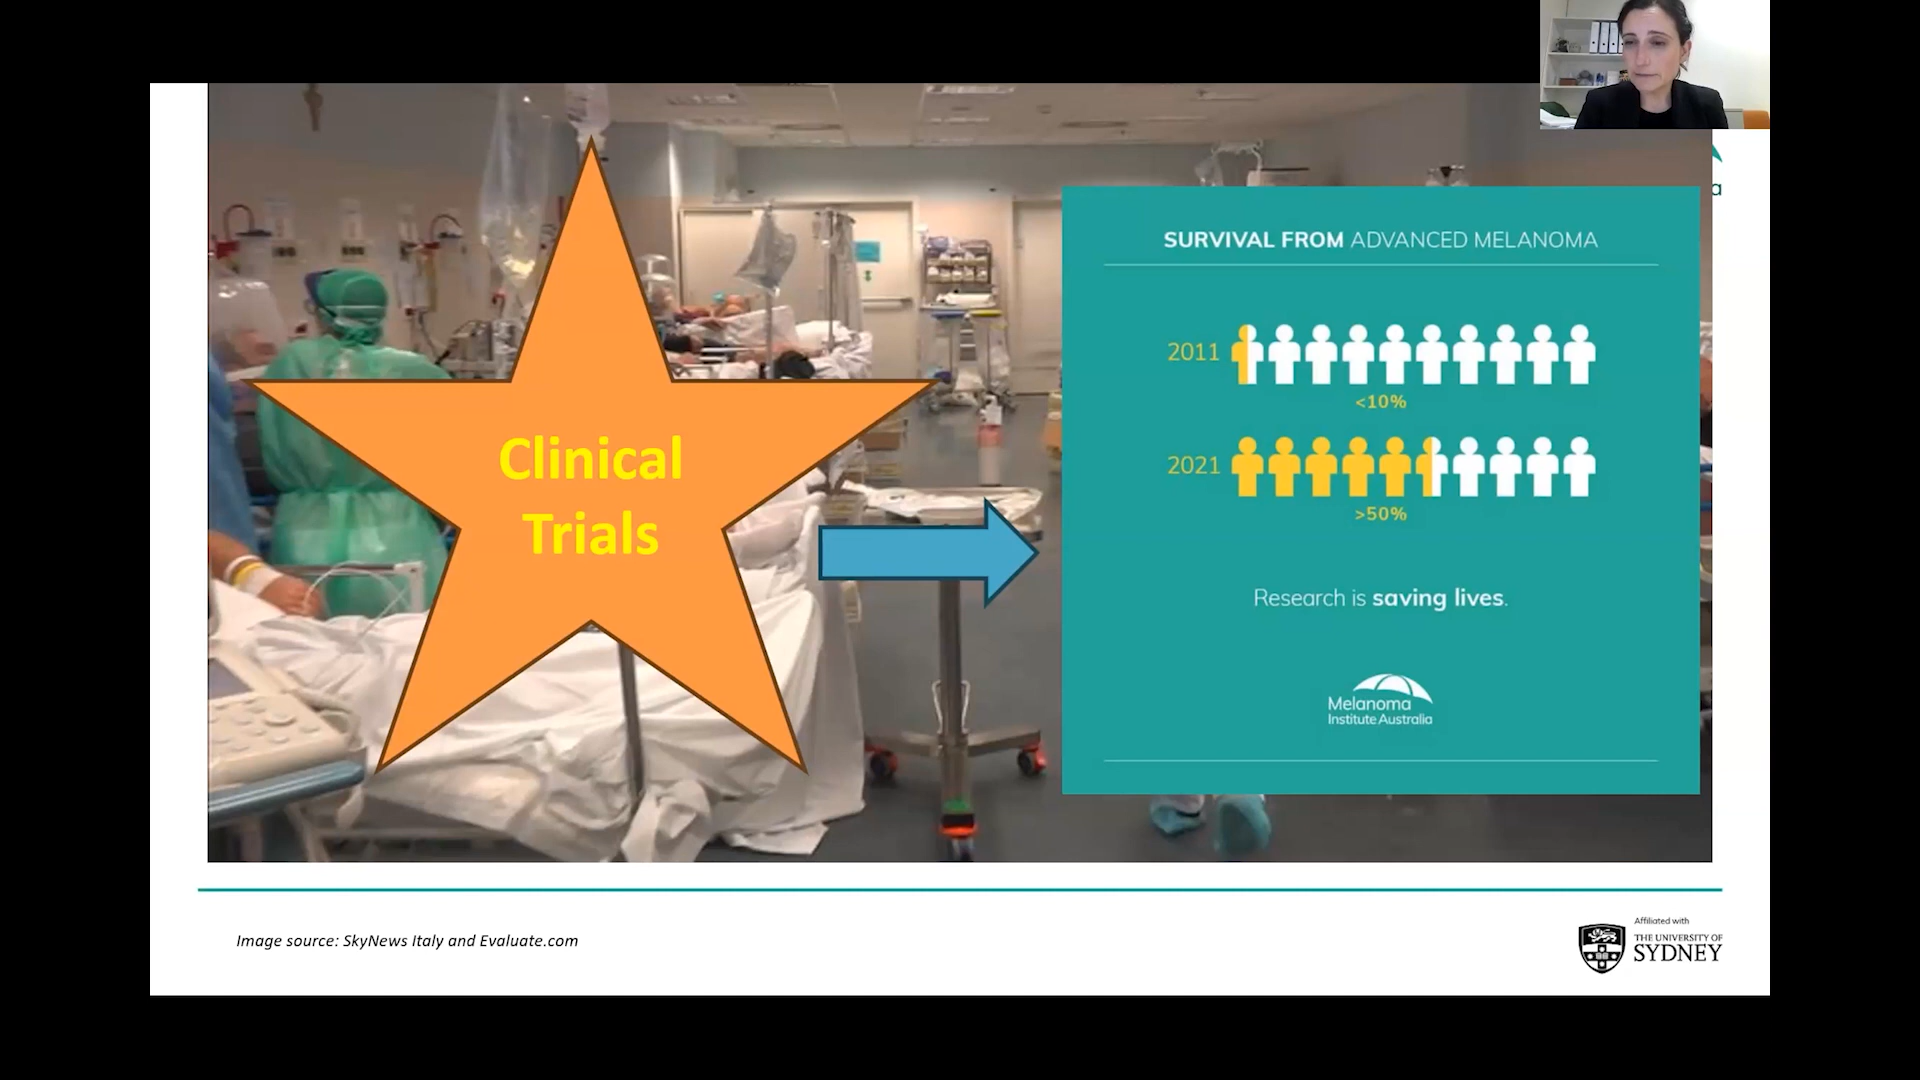 Clinical
Trials
SURVIVAL FROM ADVANCED MELANOMA
2011
<10%
2021
>50%
Research is saving lives.
Melanoma
Institute Australia
a
Image source: SkyNews Italy and Evaluate.com
Affiliated with
THE UNIVERSITY OF
SYDNEY